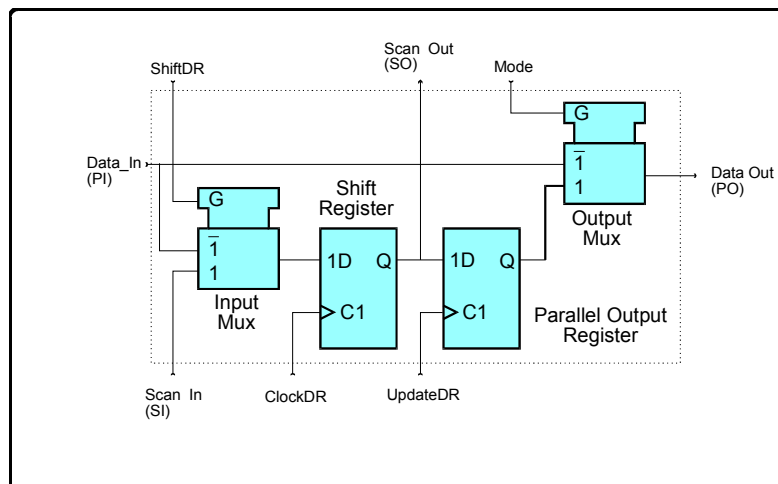 Scan Out
(SO)
ShiftDR
Mode
G
Data_In
(PI)
1
1
Data Out
(PO)
Shift
Register
G
Output
Mux
1
1
1D
Q
1D
Q
Input
Mux
C1
C1
Parallel Output
Register
Scan In
(SI)
ClockDR
UpdateDR